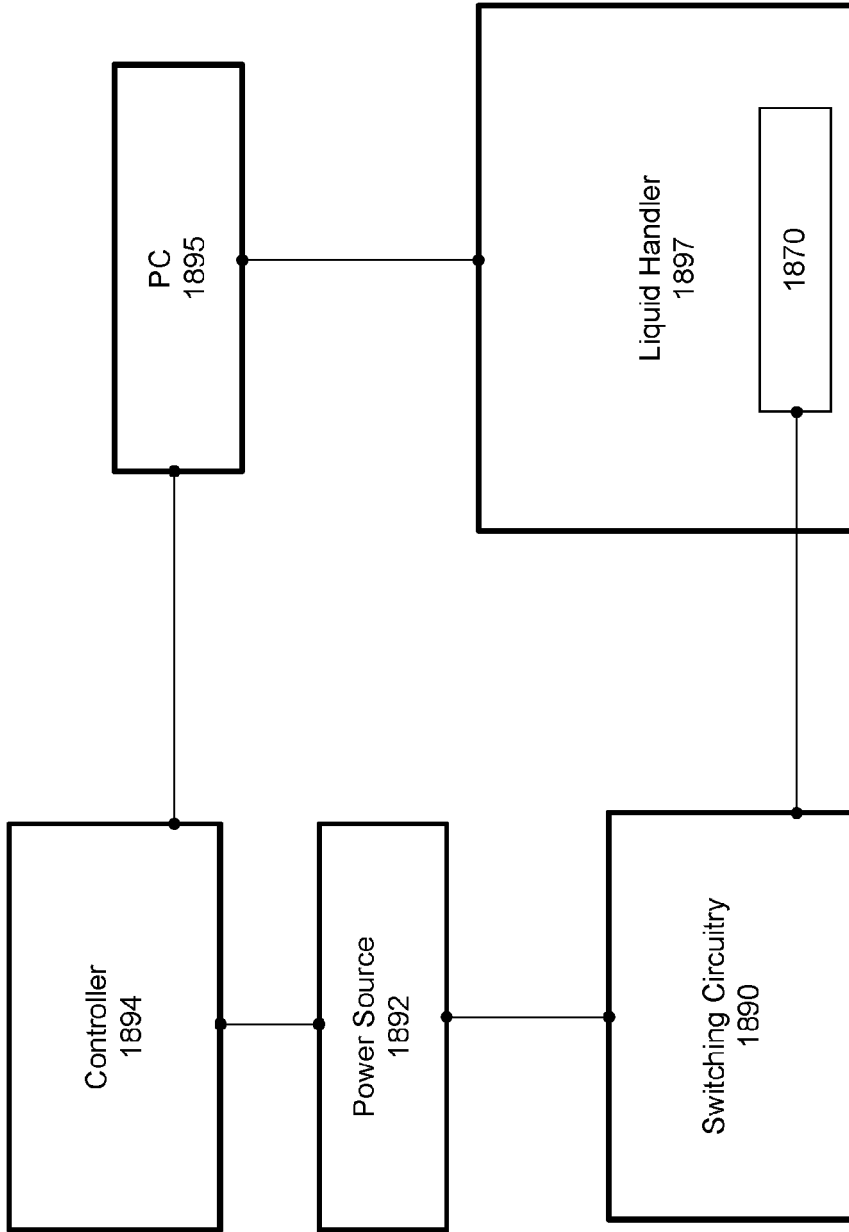 Controller
1894
Power Source
1892
Switching Circuitry
1890
PC
1895
Liquid Handler
1897
1870